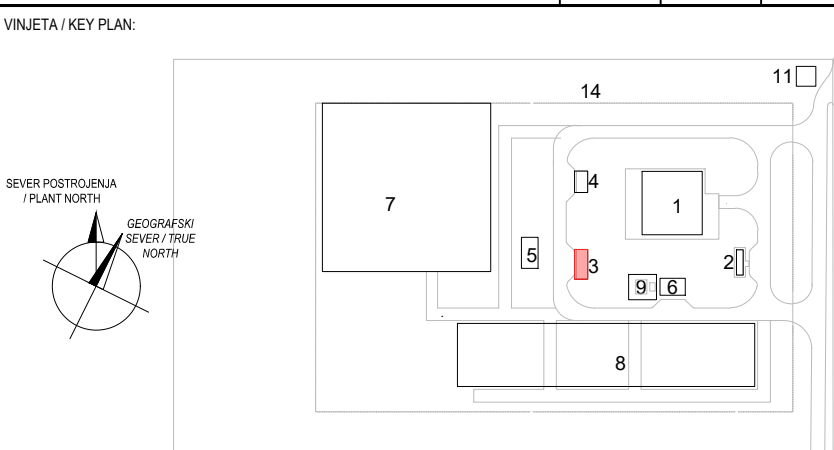 VINJETA / KEY PLAN:
11
14
SEVER POSTROJENJA
/ PLANT NORTH
GEOGRAFSKI
SEVER / TRUE
NORTH
7
4
1
5
3
2
9
6
8